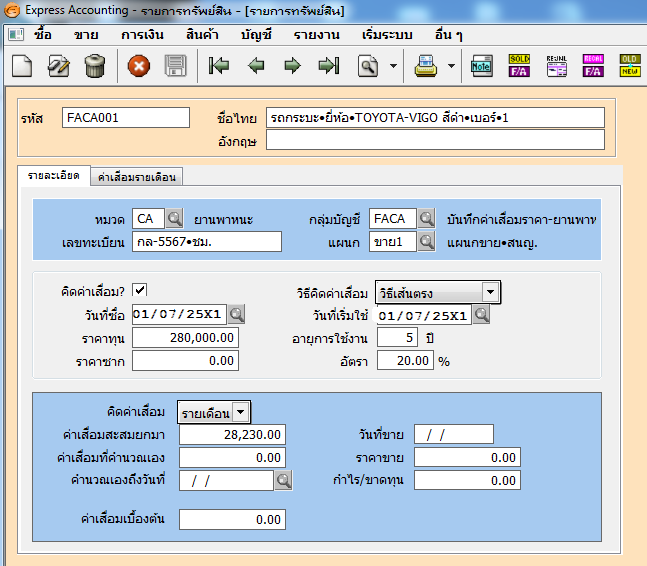 Express Accounting - รายการทรัพย์สิน - [รายการทรัพย์สิน]
ซื้อ ขาย การเงิน สินค้า บัญชี รายงาน เริ่มระบบ อื่น ๆ
Note SOLD F/A REJNL REGAL F/A OLD NEW
รหัส FACA001 ชื่อไทย รถกระบะ•ยี่ห้อ•TOYOTA-VIGO สีดำ•เบอร์•1
อังกฤษ
รายละเอียด ค่าเสื่อมรายเดือน
หมวด CA ยานพาหนะ กลุ่มบัญชี FACA บันทึกค่าเสื่อมราคา-ยานพาห
เลขทะเบียน กล-5567•ชม. แผนก ขาย1 แผนกขาย•สนญ.
คิดค่าเสื่อม? วิธีคิดค่าเสื่อม วิธีเส้นตรง
วันที่ซื้อ 01/07/25X1 วันที่เริ่มใช้ 01/07/25X1
ราคาทุน 280,000.00 อายุการใช้งาน 5 ปี
ราคาซาก 0.00 อัตรา 20.00 %
คิดค่าเสื่อม รายเดือน
ค่าเสื่อมสะสมยกมา 28,230.00 วันที่ขาย / /
ค่าเสื่อมที่คำนวณเอง 0.00 ราคาขาย 0.00
คำนวณเองถึงวันที่ / / กำไร/ขาดทุน 0.00
ค่าเสื่อมเบื้องต้น 0.00